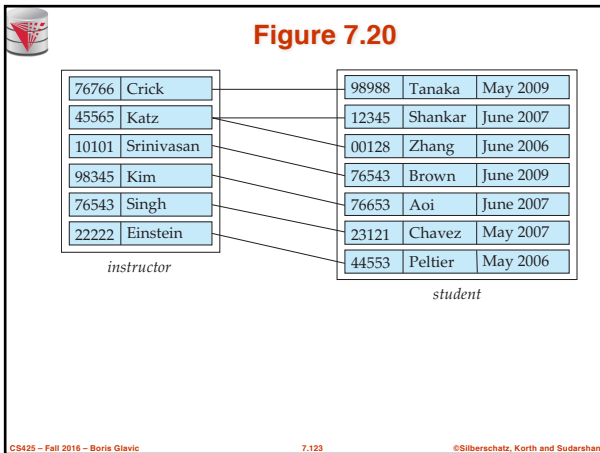 Figure 7.20
76766 Crick
45565 Katz
10101 Srinivasan
98345 Kim
76543 Singh
22222 Einstein
instructor
98988 Tanaka May 2009
12345 Shankar June 2007
00128 Zhang June 2006
76543 Brown June 2009
76653 Aoi June 2007
23121 Chavez May 2007
44553 Peltier May 2006
student
CS425 – Fall 2016 – Boris Glavic 7.123 ©Silberschatz, Korth and Sudarshan